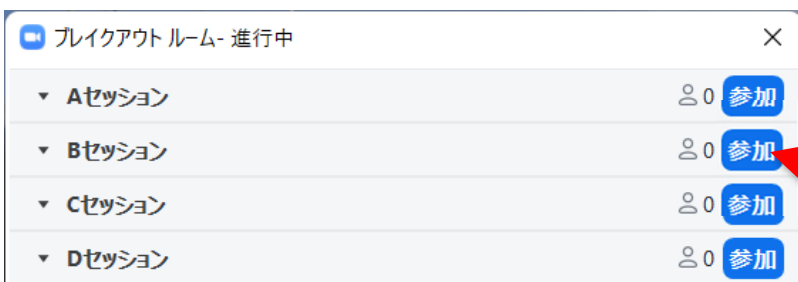 ブレイクアウト ルーム- 進行中
Aセッション 0 参加
Bセッション 0 参加
Cセッション 0 参加
Dセッション 0 参加